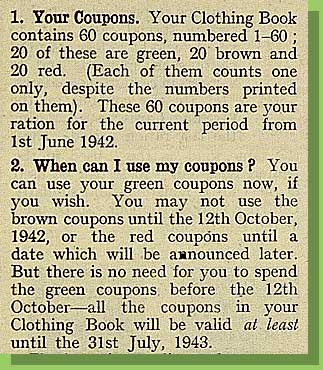 1. Your Coupons. Your Clothing Book
contains 60 coupons, numbered 1–60 ;
20 of these are green, 20 brown and
20 red. (Each of them counts one
only, despite the numbers printed
on them). These 60 coupons are your
ration for the current period from
1st June 1942.
2. When can I use my coupons ? You
can use your green coupons now, if
you wish. You may not use the
brown coupons until the 12th October,
1942, or the red coupons until a
date which will be announced later.
But there is no need for you to spend
the green coupons before the 12th
October—all the coupons in your
Clothing Book will be valid at least
until the 31st July, 1943.